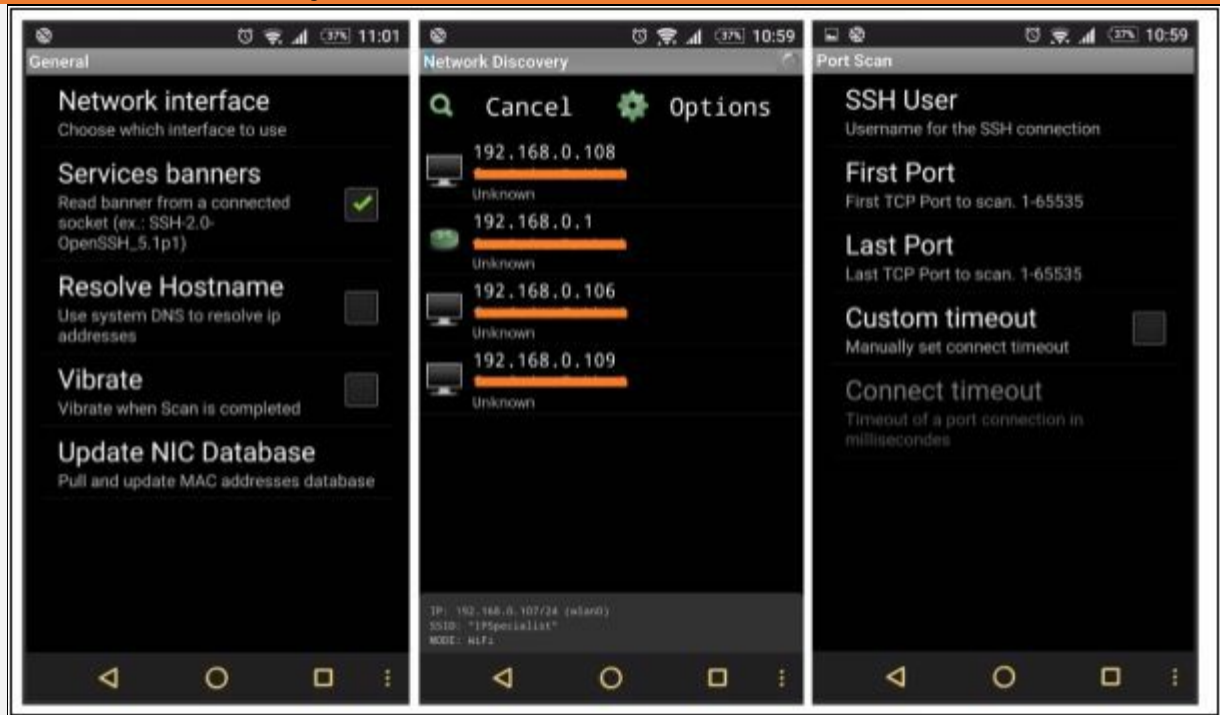 11:01
General
Network interface
Choose which interface to use
Services banners
Read banner from a connected
socket (ex.: SSH-2.0-
OpenSSH_5.1p1)
Resolve Hostname
Use system DNS to resolve ip
addresses
Vibrate
Vibrate when Scan is completed
Update NIC Database
Pull and update MAC addresses database
37% 10:59
Network Discovery
Cancel Options
192.168.0.108
Unknown
192.168.0.1
Unknown
192.168.0.106
Unknown
192.168.0.109
Unknown
IP: 192.168.0.107/24 (wlan0)
SSID: "IPSpecialist"
MODE: WiFi
37% 10:59
Port Scan
SSH User
Username for the SSH connection
First Port
First TCP Port to scan. 1-65535
Last Port
Last TCP Port to scan. 1-65535
Custom timeout
Manually set connect timeout
Connect timeout
Timeout of a port connection in
millisecondes